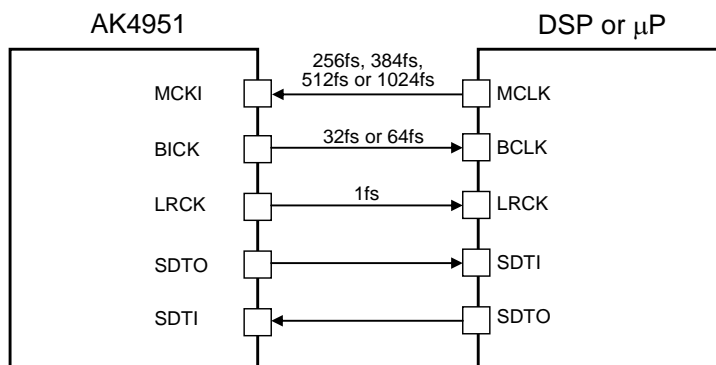 AK4951
DSP or μP
256fs, 384fs,
512fs or 1024fs
MCKI
MCLK
32fs or 64fs
BICK
BCLK
1fs
LRCK
LRCK
SDTO
SDTI
SDTI
SDTO